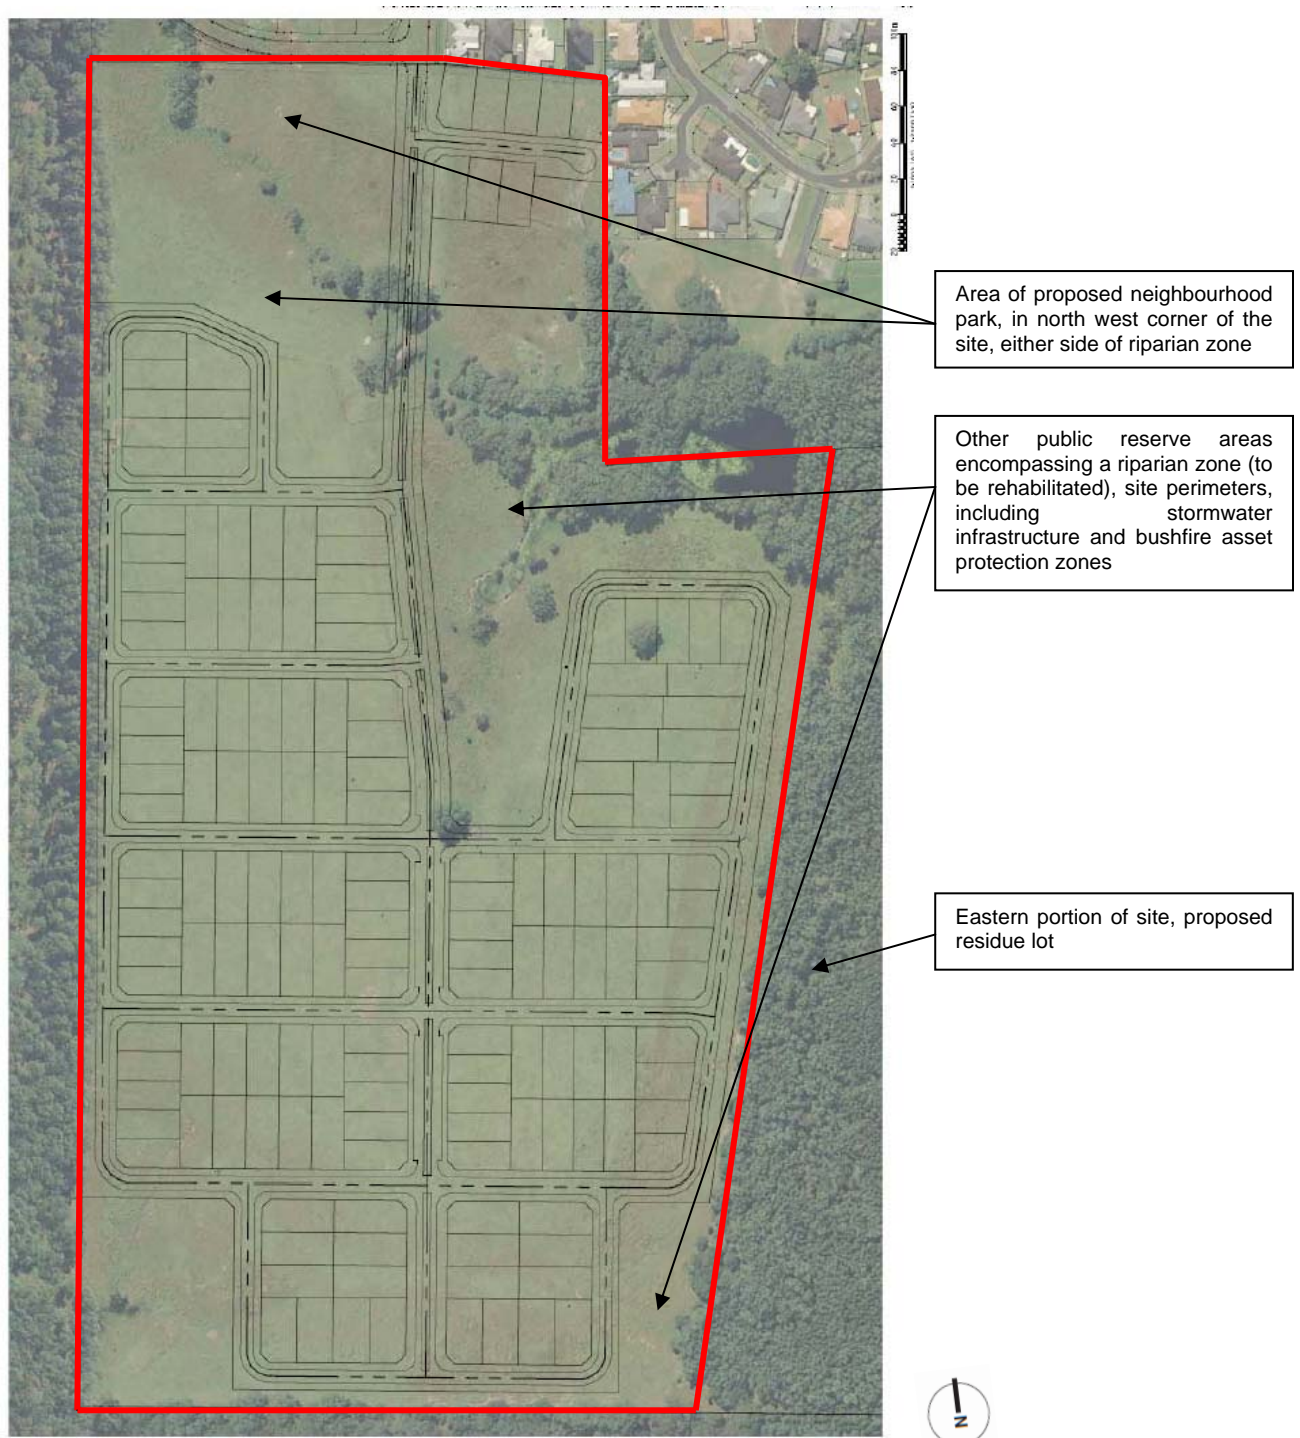 Area of proposed neighbourhood
park, in north west corner of the
site, either side of riparian zone
Other public reserve areas
encompassing a riparian zone (to
be rehabilitated), site perimeters,
including stormwater
infrastructure and bushfire asset
protection zones
Eastern portion of site, proposed
residue lot
N